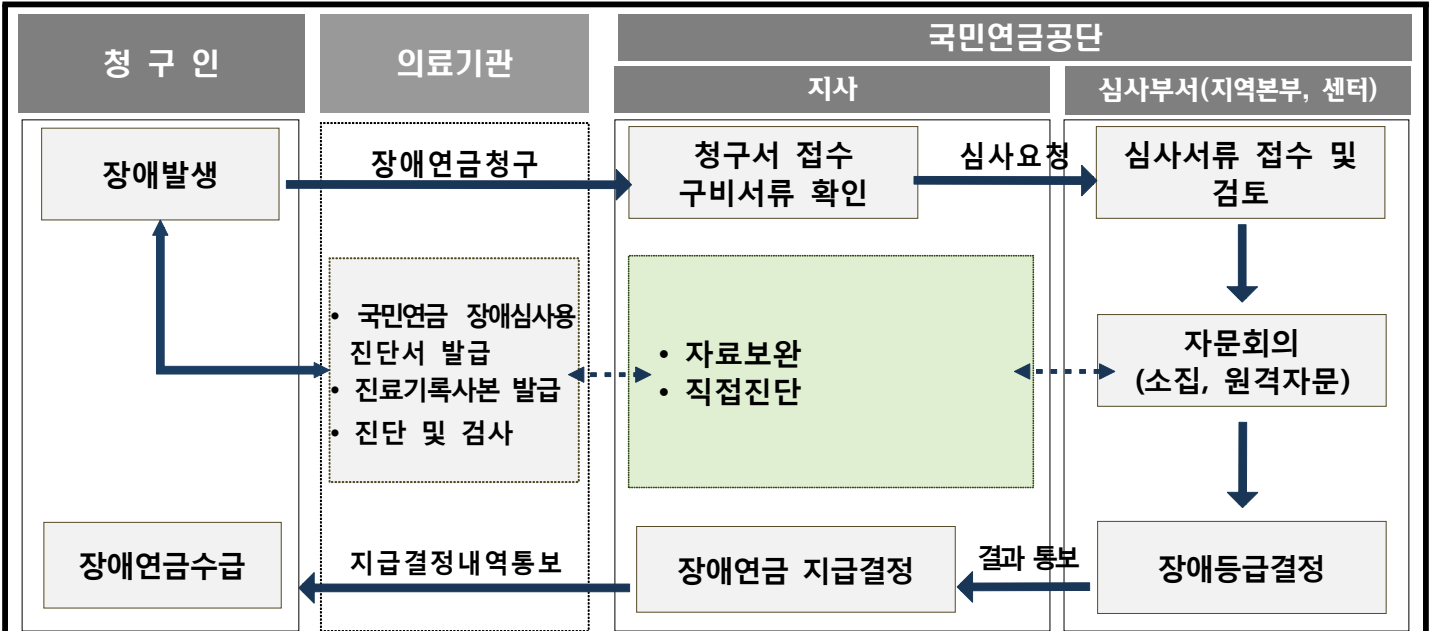 청 구 인
의료기관
국민연금공단
지사
심사부서(지역본부, 센터)
장애발생
장애연금청구
청구서 접수
구비서류 확인
심사요청
심사서류 접수 및
검토
• 국민연금 장애심사용
진단서 발급
• 진료기록사본 발급
• 진단 및 검사
• 자료보완
• 직접진단
자문회의
(소집, 원격자문)
장애연금수급
지급결정내역통보
장애연금 지급결정
결과 통보
장애등급결정